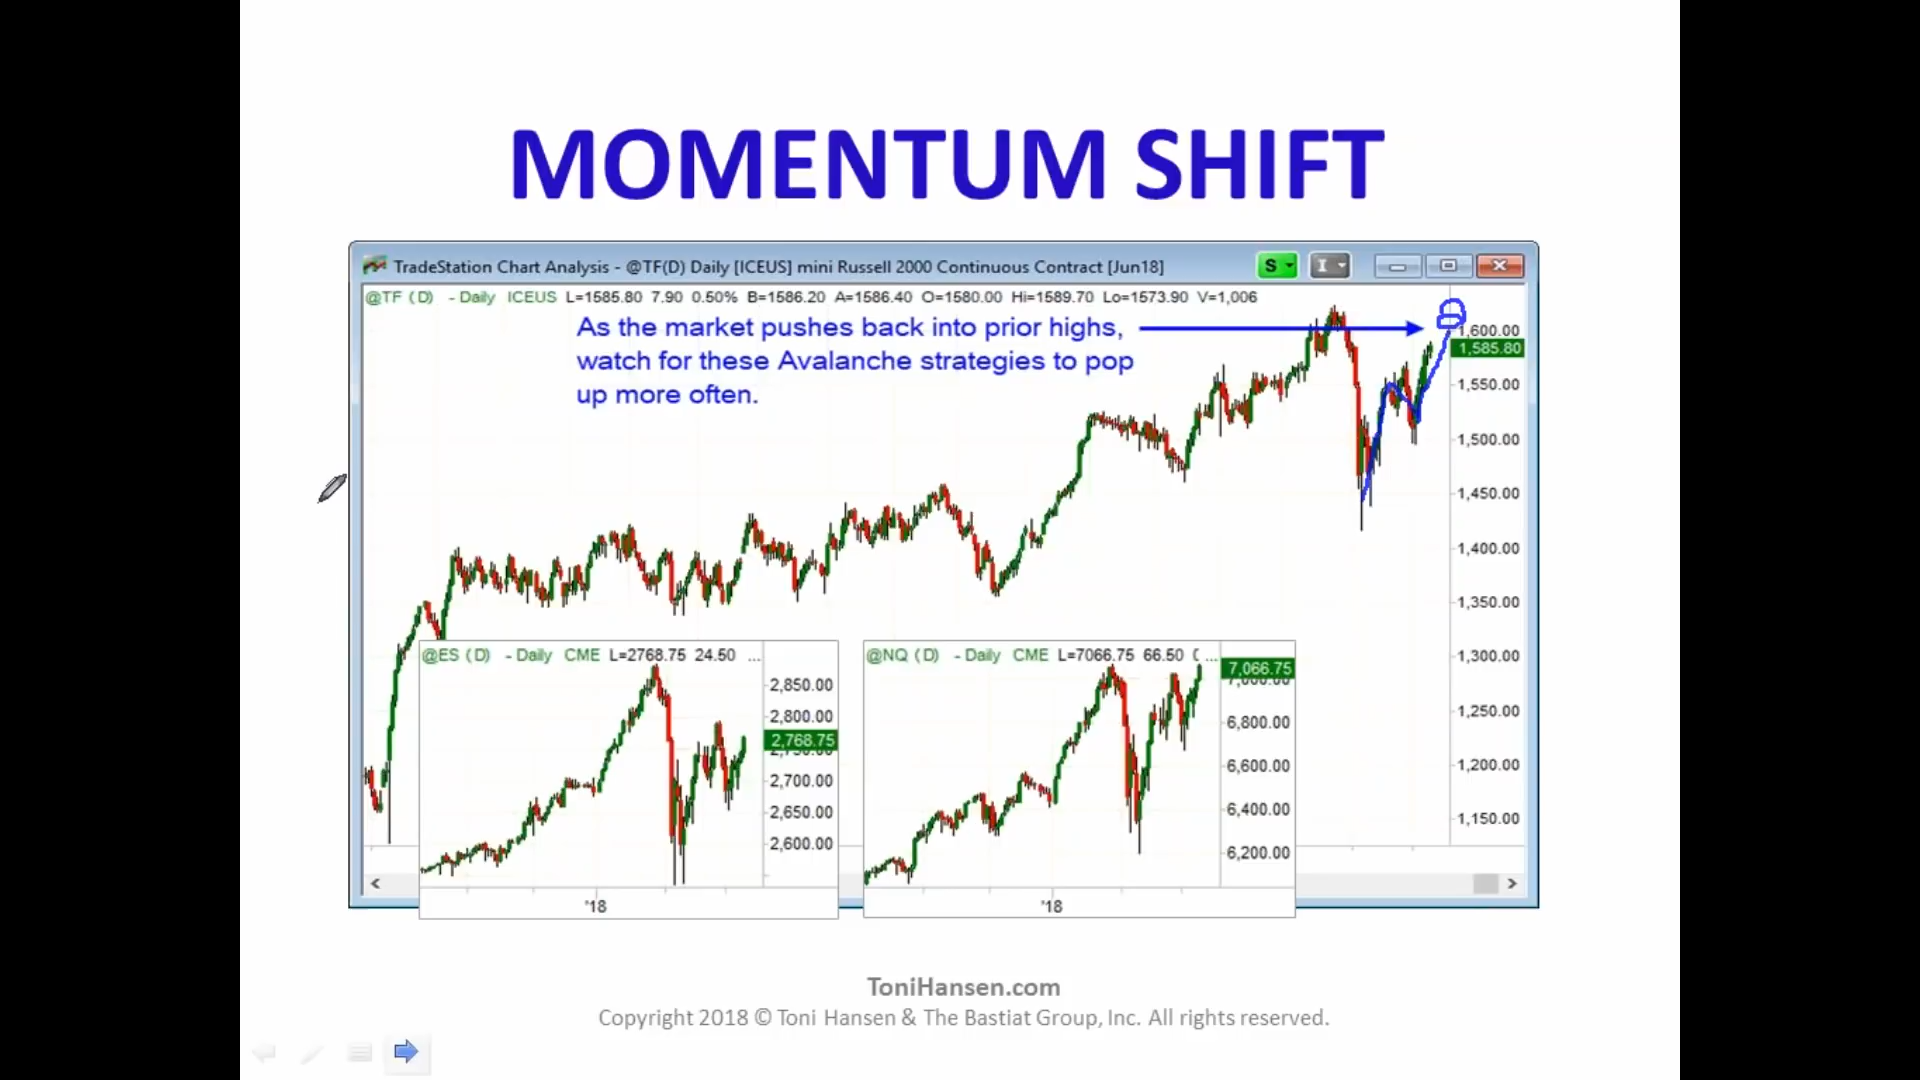 MOMENTUM SHIFT
TradeStation Chart Analysis - @TF(D) Daily [ICEUS] mini Russell 2000 Continuous Contract [Jun18]
S
I
@TF (D) - Daily ICEUS L=1585.80 7.90 0.50% B=1586.20 A=1586.40 O=1580.00 Hi=1589.70 Lo=1573.90 V=1,006
As the market pushes back into prior highs,
watch for these Avalanche strategies to pop
up more often.
1,600.00
1,585.80
1,550.00
1,500.00
1,450.00
1,400.00
1,350.00
1,300.00
1,250.00
1,200.00
1,150.00
@ES (D) - Daily CME L=2768.75 24.50 ...
2,850.00
2,800.00
2,768.75
2,700.00
2,650.00
2,600.00
'18
@NQ (D) - Daily CME L=7066.75 66.50 ...
7,066.75
7,000.00
6,800.00
6,600.00
6,400.00
6,200.00
'18
ToniHansen.com
Copyright 2018 © Toni Hansen & The Bastiat Group, Inc. All rights reserved.